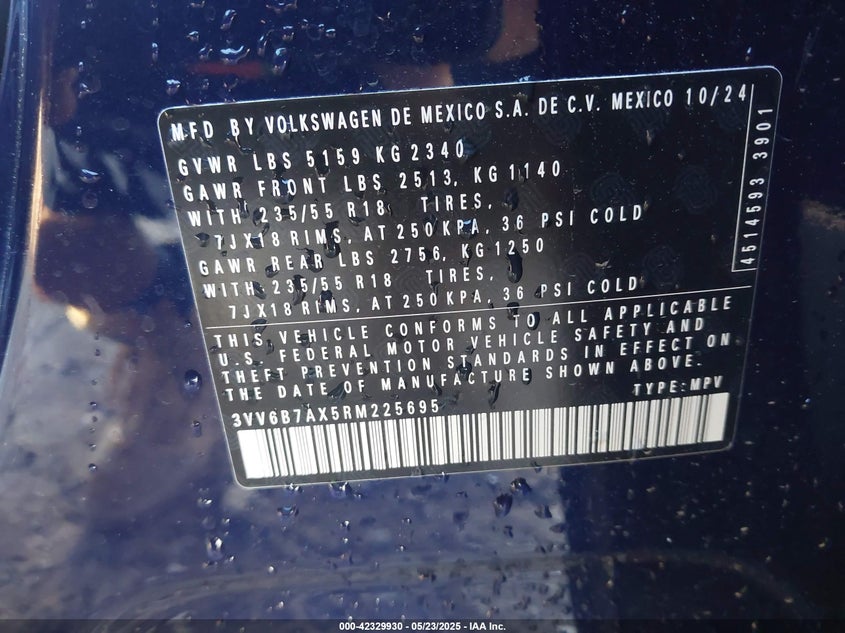 MFD BY VOLKSWAGEN DE MEXICO S.A. DE C.V. MEXICO 10/24
GVWR LBS 5159 KG 2340
GAWR FRONT LBS 2513, KG 1140
WITH 235/55 R18 TIRES,
7JX18 RIMS, AT 250 KPA, 36 PSI COLD
GAWR REAR LBS 2756, KG 1250
WITH 235/55 R18 TIRES,
7JX18 RIMS, AT 250 KPA, 36 PSI COLD
4514593 3901
THIS VEHICLE CONFORMS TO ALL APPLICABLE
U.S. FEDERAL MOTOR VEHICLE SAFETY AND
THEFT PREVENTION STANDARDS IN EFFECT ON
THE DATE OF MANUFACTURE SHOWN ABOVE.
3VV6B7AX5RM225695 TYPE: MPV
000-42329930 - 05/23/2025 - IAA Inc.